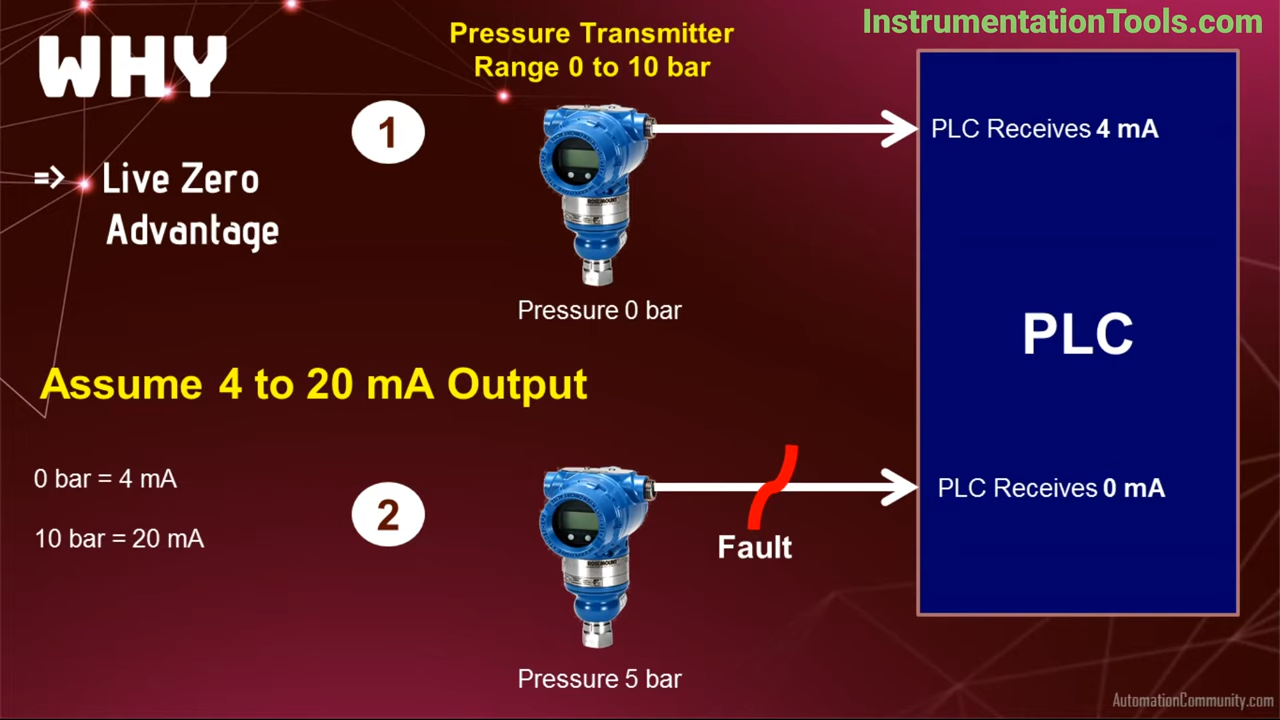 InstrumentationTools.com
WHY
Pressure Transmitter
Range 0 to 10 bar
1
PLC Receives 4 mA
=> Live Zero
Advantage
ROSEMOUNT
Pressure 0 bar
PLC
Assume 4 to 20 mA Output
0 bar = 4 mA
2
PLC Receives 0 mA
10 bar = 20 mA
Fault
ROSEMOUNT
Pressure 5 bar
AutomationCommunity.com